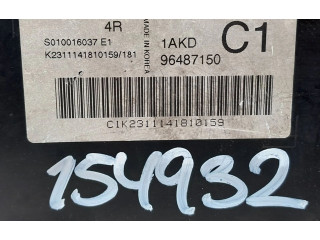 4R
S010016037 E1
K2311141810159/181
MADE IN KOREA
1AKD
96487150
C1
C1K2311141810159
154932